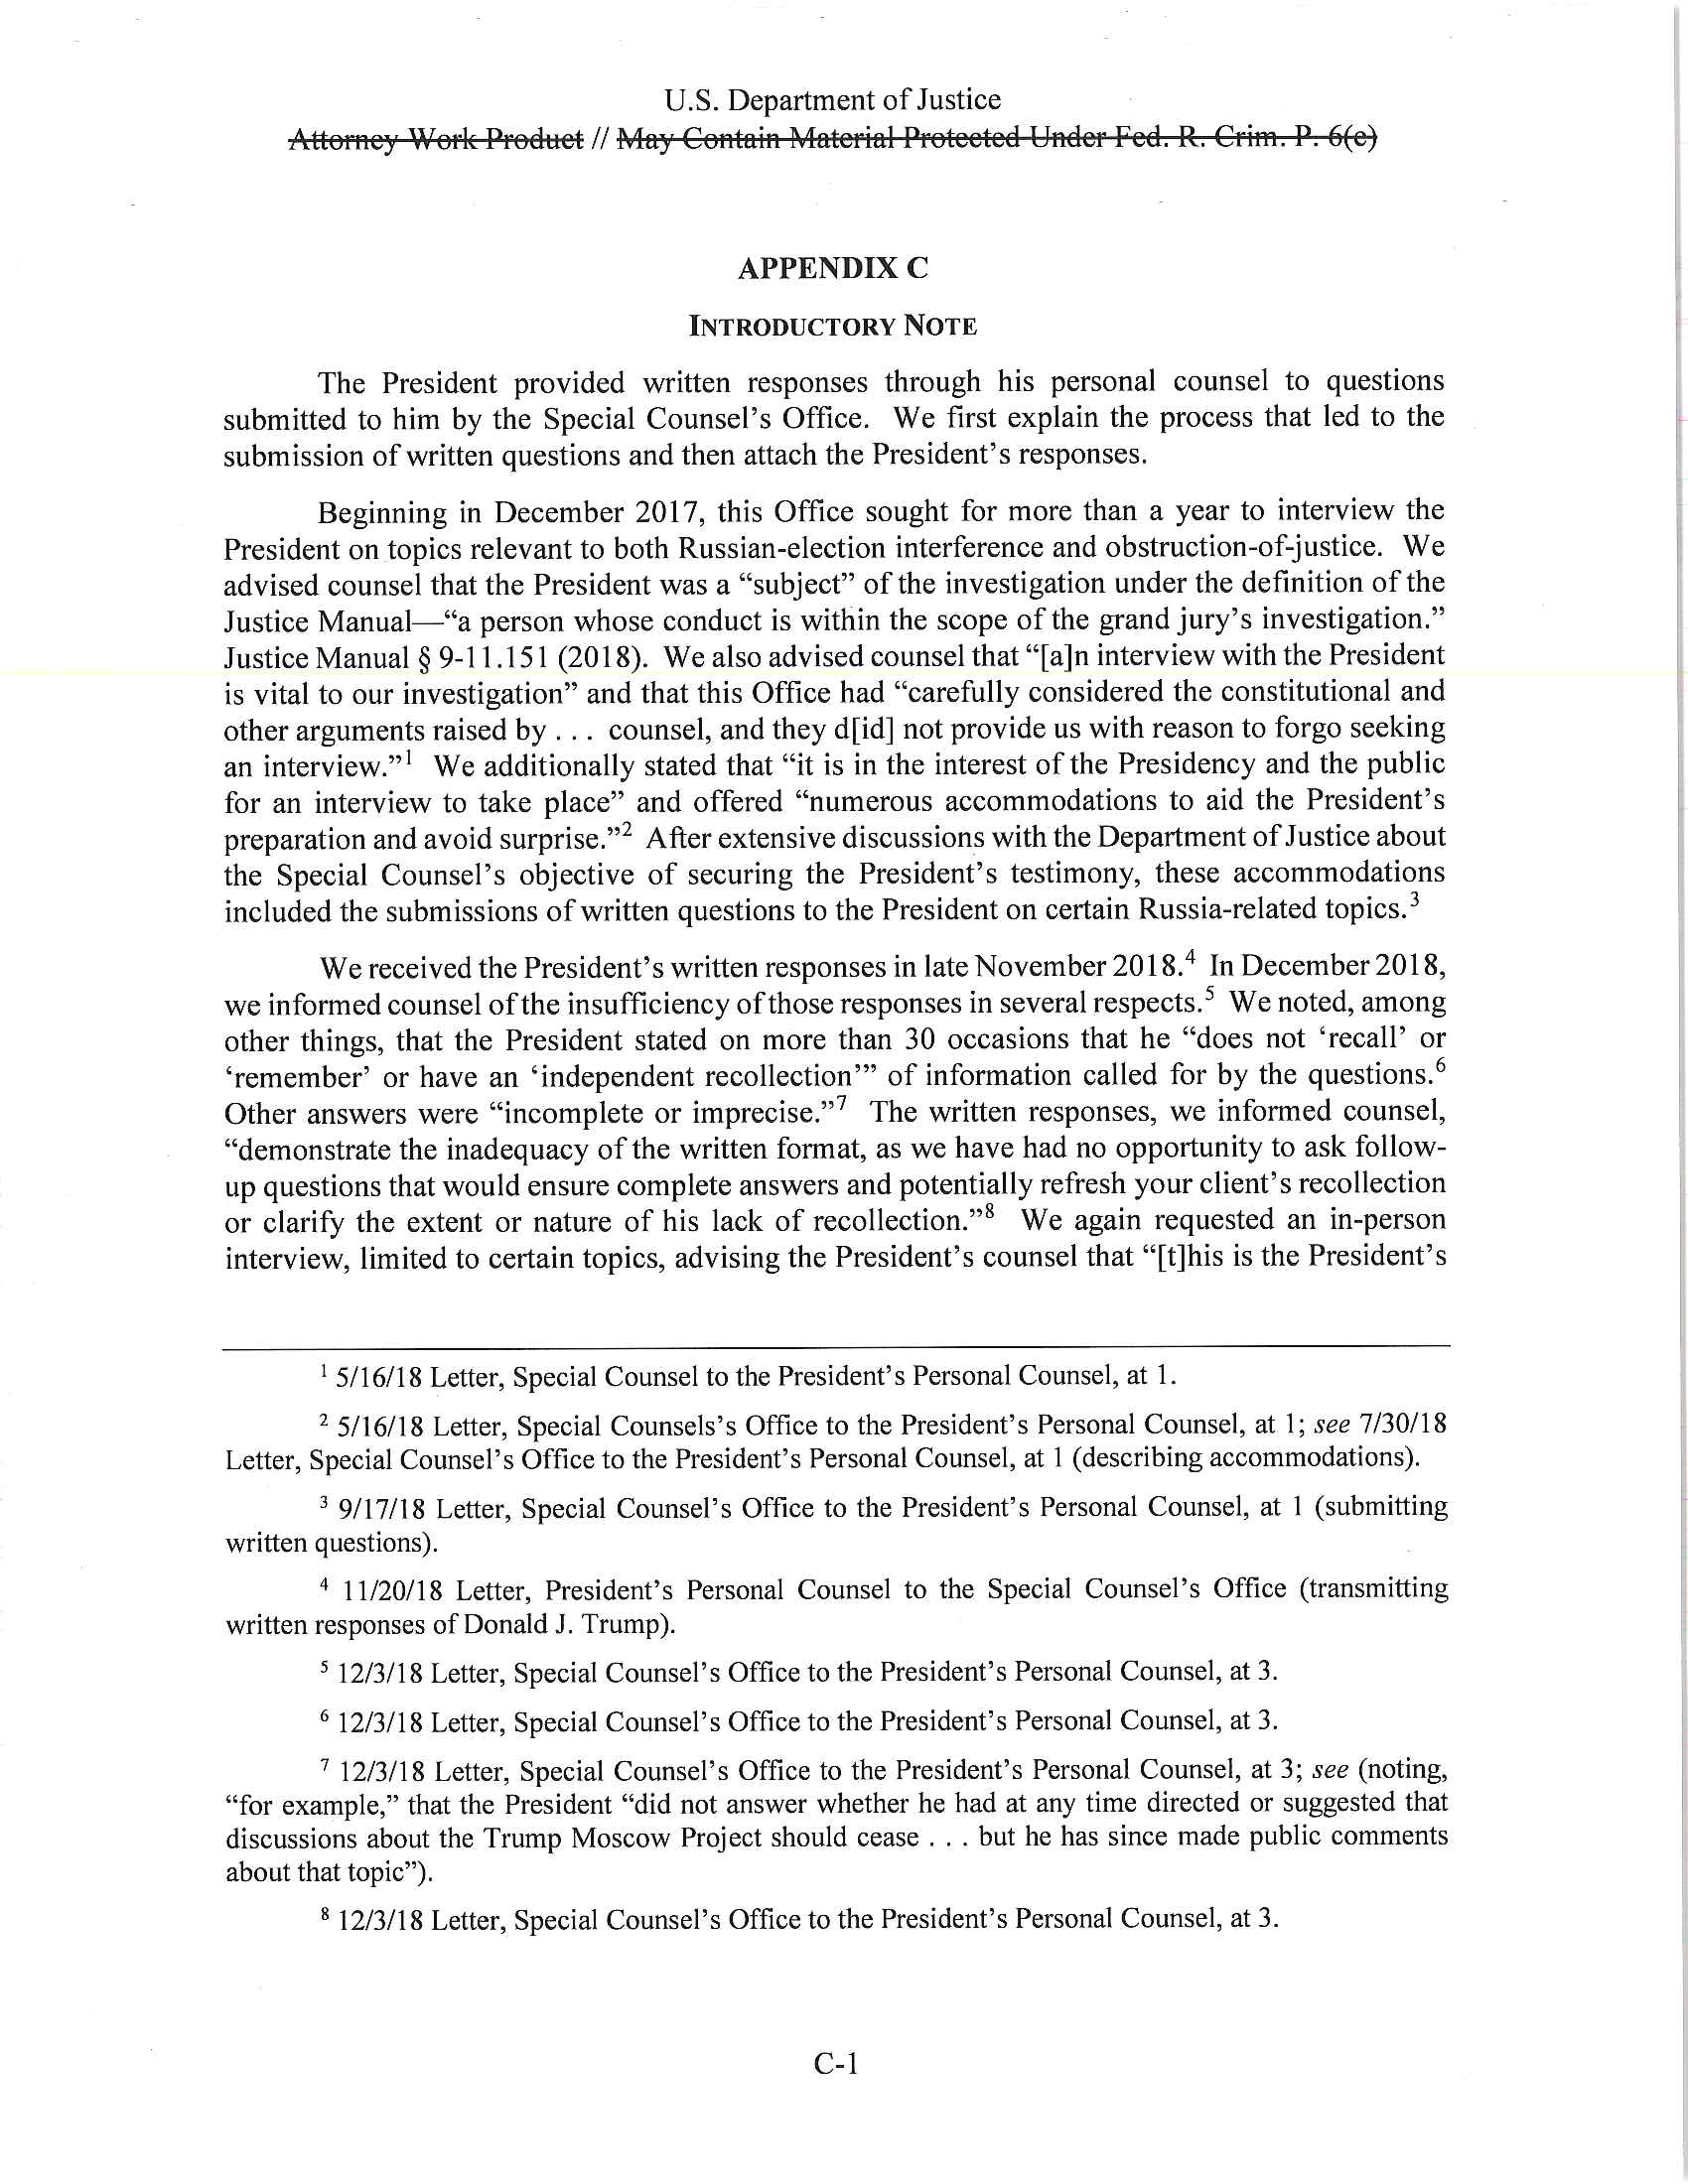 U.S. Department of Justice
Attorney Work Product // May Contain Material Protected Under Fed. R. Crim. P. 6(e)
APPENDIX C
INTRODUCTORY NOTE
The President provided written responses through his personal counsel to questions
submitted to him by the Special Counsel’s Office. We first explain the process that led to the
submission of written questions and then attach the President’s responses.
Beginning in December 2017, this Office sought for more than a year to interview the
President on topics relevant to both Russian-election interference and obstruction-of-justice. We
advised counsel that the President was a “subject” of the investigation under the definition of the
Justice Manual—“a person whose conduct is within the scope of the grand jury’s investigation.”
Justice Manual § 9-11.151 (2018). We also advised counsel that “[a]n interview with the President
is vital to our investigation” and that this Office had “carefully considered the constitutional and
other arguments raised by . . . counsel, and they d[id] not provide us with reason to forgo seeking
an interview.”1 We additionally stated that “it is in the interest of the Presidency and the public
for an interview to take place” and offered “numerous accommodations to aid the President’s
preparation and avoid surprise.”2 After extensive discussions with the Department of Justice about
the Special Counsel’s objective of securing the President’s testimony, these accommodations
included the submissions of written questions to the President on certain Russia-related topics.3
We received the President’s written responses in late November 2018.4 In December 2018,
we informed counsel of the insufficiency of those responses in several respects.5 We noted, among
other things, that the President stated on more than 30 occasions that he “does not ‘recall’ or
‘remember’ or have an ‘independent recollection’” of information called for by the questions.6
Other answers were “incomplete or imprecise.”7 The written responses, we informed counsel,
“demonstrate the inadequacy of the written format, as we have had no opportunity to ask follow-
up questions that would ensure complete answers and potentially refresh your client’s recollection
or clarify the extent or nature of his lack of recollection.”8 We again requested an in-person
interview, limited to certain topics, advising the President’s counsel that “[t]his is the President’s
1 5/16/18 Letter, Special Counsel to the President’s Personal Counsel, at 1.
2 5/16/18 Letter, Special Counsels’s Office to the President’s Personal Counsel, at 1; see 7/30/18
Letter, Special Counsel’s Office to the President’s Personal Counsel, at 1 (describing accommodations).
3 9/17/18 Letter, Special Counsel’s Office to the President’s Personal Counsel, at 1 (submitting
written questions).
4 11/20/18 Letter, President’s Personal Counsel to the Special Counsel’s Office (transmitting
written responses of Donald J. Trump).
5 12/3/18 Letter, Special Counsel’s Office to the President’s Personal Counsel, at 3.
6 12/3/18 Letter, Special Counsel’s Office to the President’s Personal Counsel, at 3.
7 12/3/18 Letter, Special Counsel’s Office to the President’s Personal Counsel, at 3; see (noting,
“for example,” that the President “did not answer whether he had at any time directed or suggested that
discussions about the Trump Moscow Project should cease . . . but he has since made public comments
about that topic”).
8 12/3/18 Letter, Special Counsel’s Office to the President’s Personal Counsel, at 3.
C-1